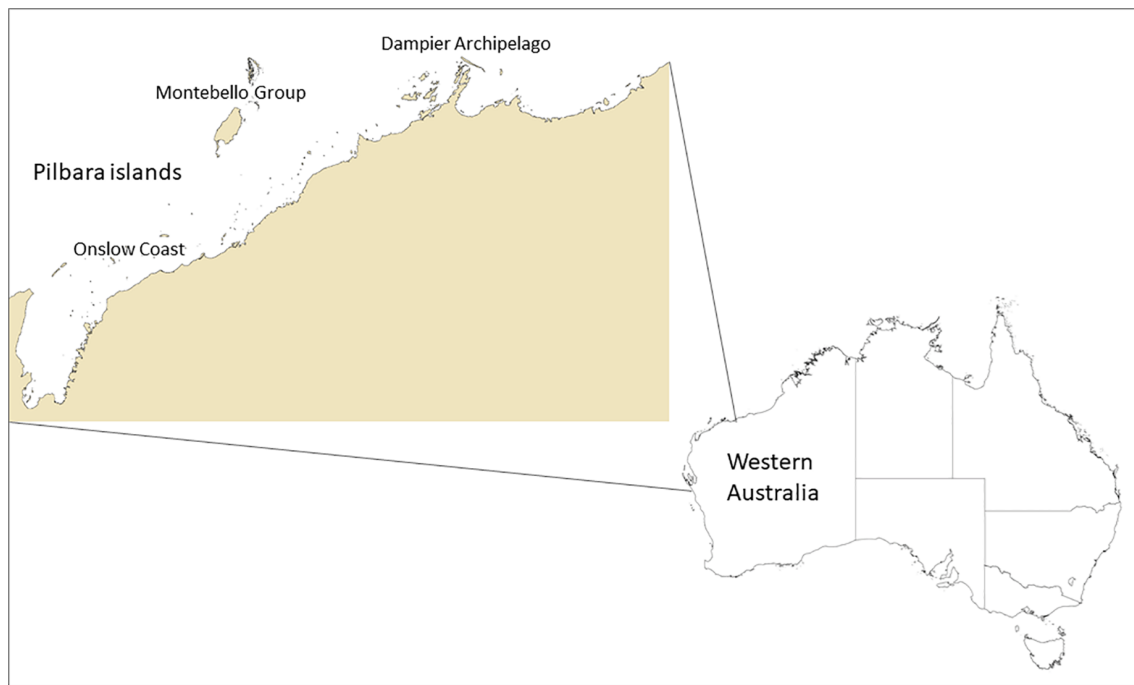 Dampier Archipelago
Montebello Group
Pilbara islands
Onslow Coast
Western
Australia